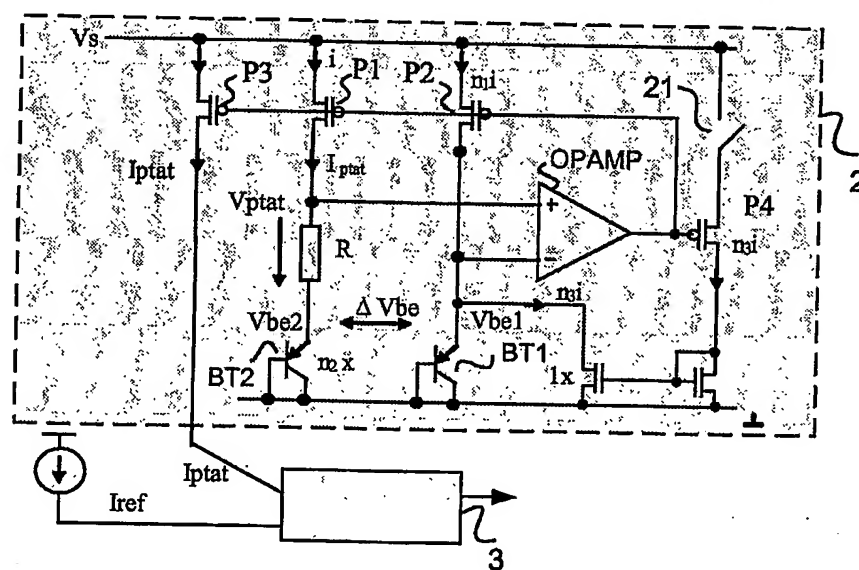 Vs
P3
i
P1
P2
n₁i
21
2
Iptat
Iptat
OPAMP
Vptat
+
P4
R
−
n₃i
n₃i
Vbe2
Δ Vbe
Vbe1
BT2
n₂ x
BT1
1x
Iptat
Iref
3